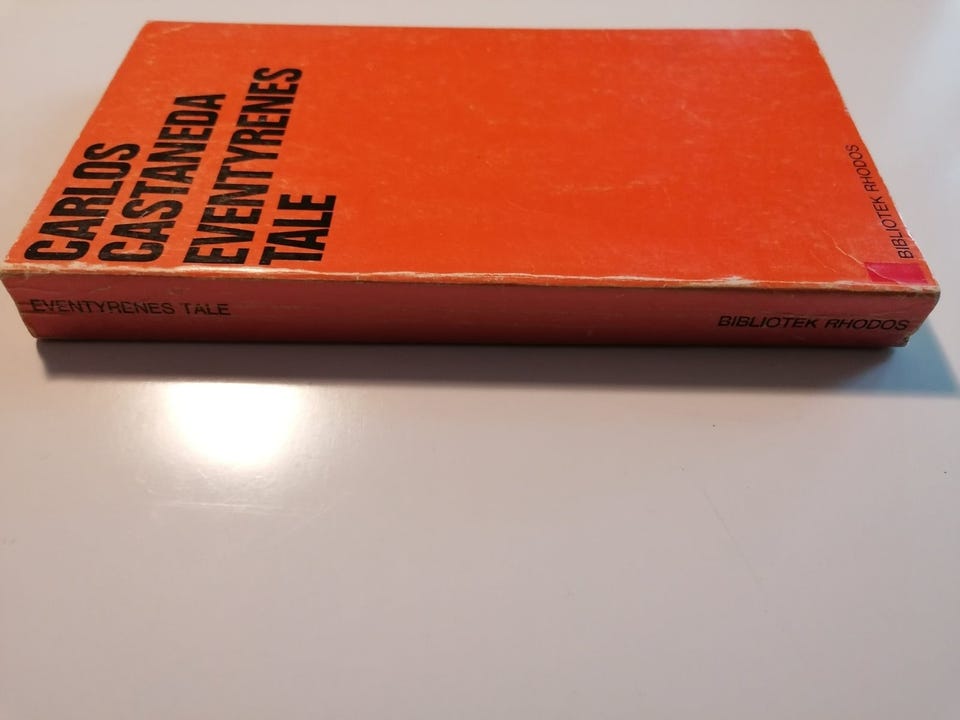 CARLOS
CASTANEDA
EVENTYRENES
TALE
BIBLIOTEK RHODOS
EVENTYRENES TALE
BIBLIOTEK RHODOS